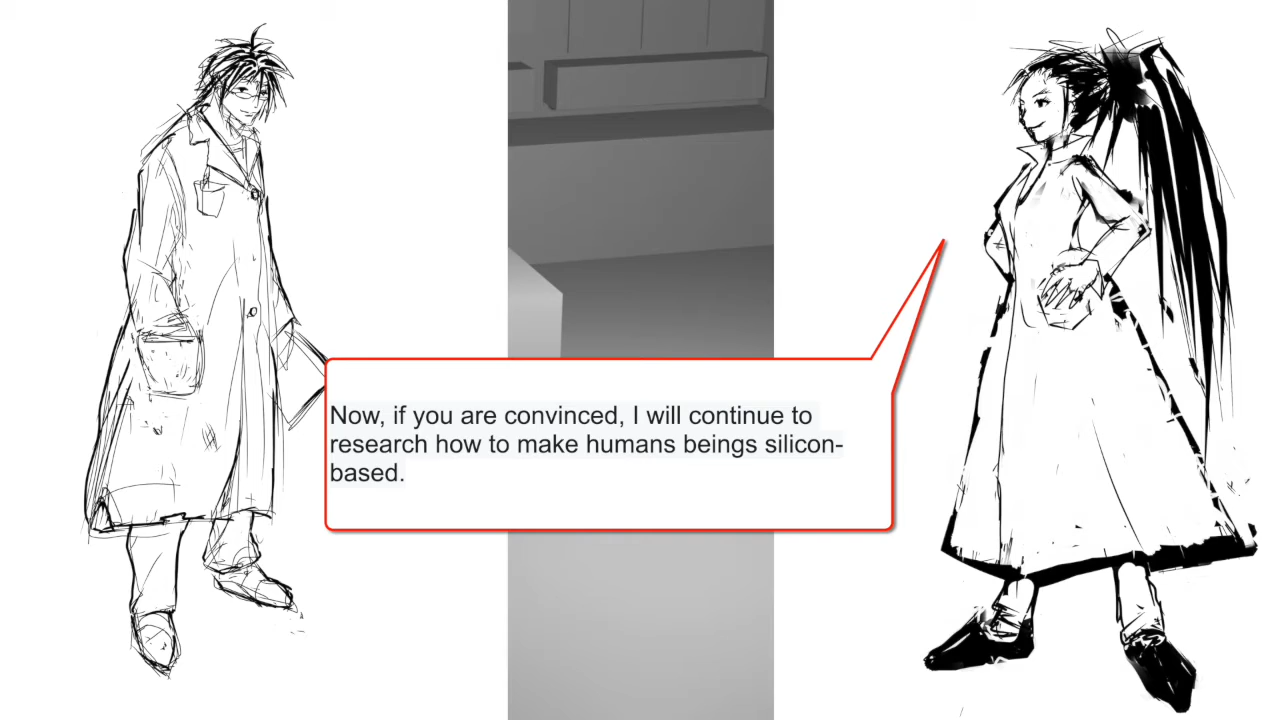 Now, if you are convinced, I will continue to
research how to make humans beings silicon-
based.